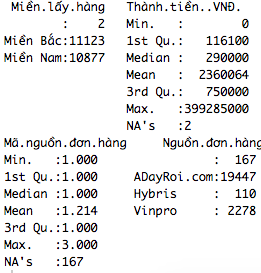 Miền.lấy.hàng Thành.tiền..VNĐ.
: 2 Min. : 0
Miền Bắc:11123 1st Qu.: 116100
Miền Nam:10877 Median : 290000
Mean : 2360064
3rd Qu.: 750000
Max. :399285000
NA's :2
Mã.nguồn.đơn.hàng Nguồn.đơn.hàng
Min. :1.000 : 167
1st Qu.:1.000 ADayRoi.com:19447
Median :1.000 Hybris : 110
Mean :1.214 Vinpro : 2278
3rd Qu.:1.000
Max. :3.000
NA's :167